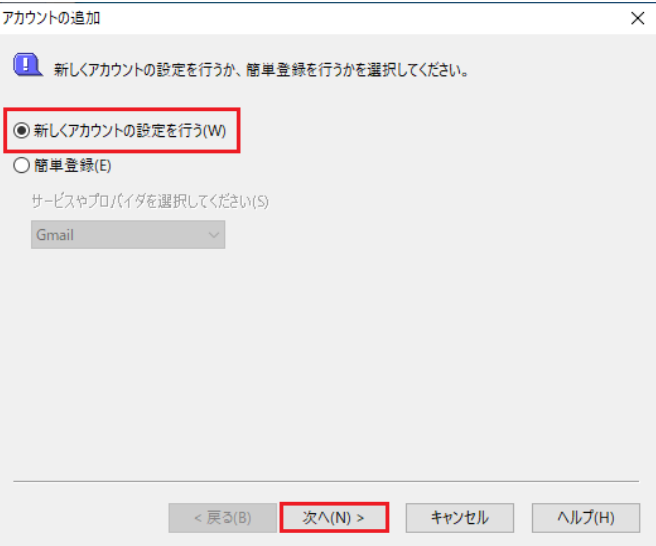 アカウントの追加
新しくアカウントの設定を行うか、簡単登録を行うかを選択してください。
新しくアカウントの設定を行う(W)
簡単登録(E)
サービスやプロバイダを選択してください(S)
Gmail
< 戻る(B) 次へ(N) > キャンセル ヘルプ(H)